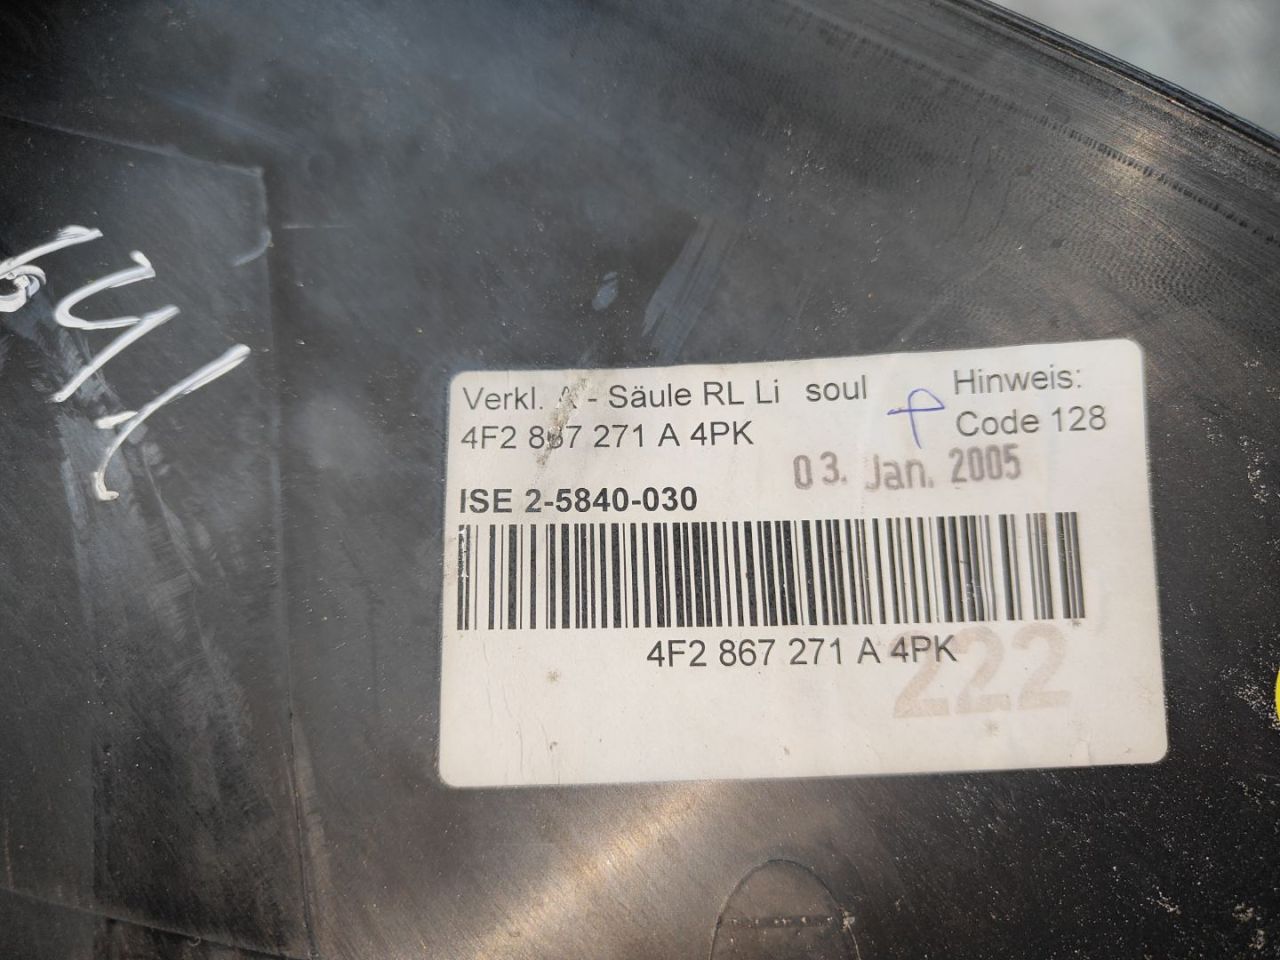 Verkl. A - Säule RL Li soul
4F2 867 271 A 4PK
Hinweis:
Code 128
03. Jan. 2005
ISE 2-5840-030
4F2 867 271 A 4PK
222